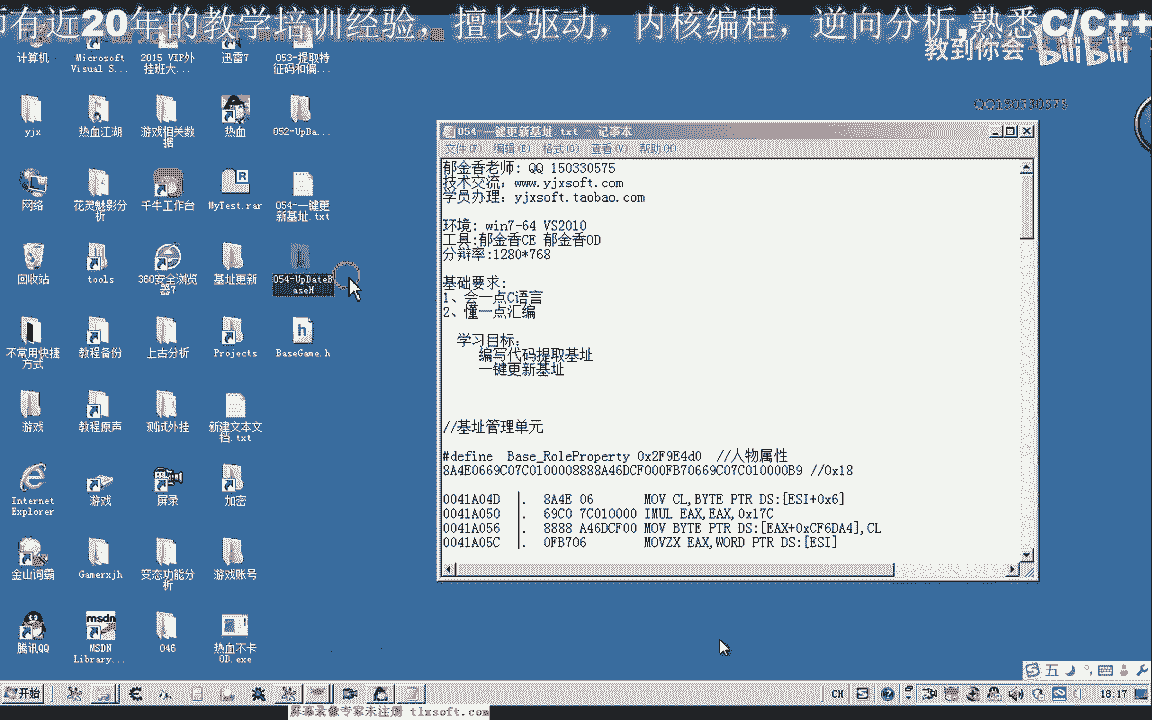 有近20年的教学培训经验，擅长驱动，内核编程，逆向分析,熟悉C/C++
教到你会
bilibili
计算机
Microsoft Visual S...
2015 VIP外挂班大...
迅雷7
053-提取特征码和偏...
yjx
热血江湖
游戏相关数据
热血
052-UpDa...
网络
花灵魅影分析
千牛工作台
MyTest.rar
054-一键更新基址.txt
回收站
tools
360安全浏览器7
基址更新
054-UpDateBaseH
不常用快捷方式
教程备份
上古分析
Projects
BaseGame.h
游戏
教程原声
测试外挂
新建文本文档.txt
Internet Explorer
游戏
屏录
加密
金山词霸
Gamerxjh
变态功能分析
游戏账号
腾讯QQ
MSDN Library...
046
热血不卡OD.exe
QQ150330575
054-一键更新基址.txt - 记事本
文件(F) 编辑(E) 格式(O) 查看(V) 帮助(H)
郁金香老师: QQ 150330575
技术交流：www.yjxsoft.com
学员办理：yjxsoft.taobao.com
环境: win7-64 VS2010
工具:郁金香CE 郁金香OD
分辩率:1280*768
基础要求:
1、会一点C语言
2、懂一点汇编
学习目标:
编写代码提取基址
一键更新基址
//基址管理单元
#define Base_RoleProperty 0x2F9E4d0 //人物属性
8A4E0669C07C0100008888A46DCF000FB70669C07C010000B9 //0x18
0041A04D |. 8A4E 06 MOV CL,BYTE PTR DS:[ESI+0x6]
0041A050 |. 69C0 7C010000 IMUL EAX,EAX,0x17C
0041A056 |. 8888 A46DCF00 MOV BYTE PTR DS:[EAX+0xCF6DA4],CL
0041A05C |. 0FB706 MOVZX EAX,WORD PTR DS:[ESI]
五
开始
CH
18:17
屏幕录像专家未注册 tlxsoft.com